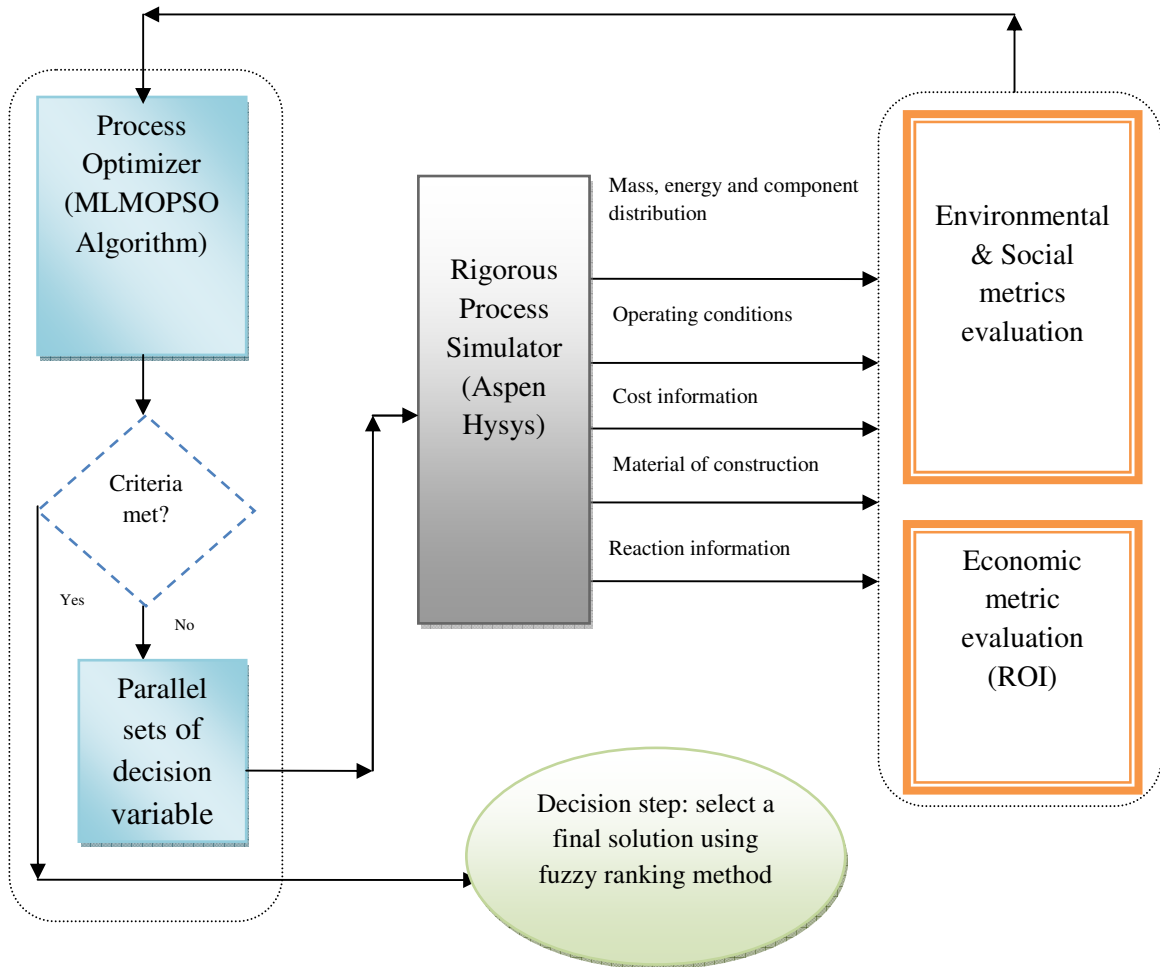 Process
Optimizer
(MLMOPSO
Algorithm)
Criteria
met?
Yes
No
Parallel
sets of
decision
variable
Rigorous
Process
Simulator
(Aspen
Hysys)
Mass, energy and component
distribution
Operating conditions
Cost information
Material of construction
Reaction information
Environmental
& Social
metrics
evaluation
Economic
metric
evaluation
(ROI)
Decision step: select a
final solution using
fuzzy ranking method